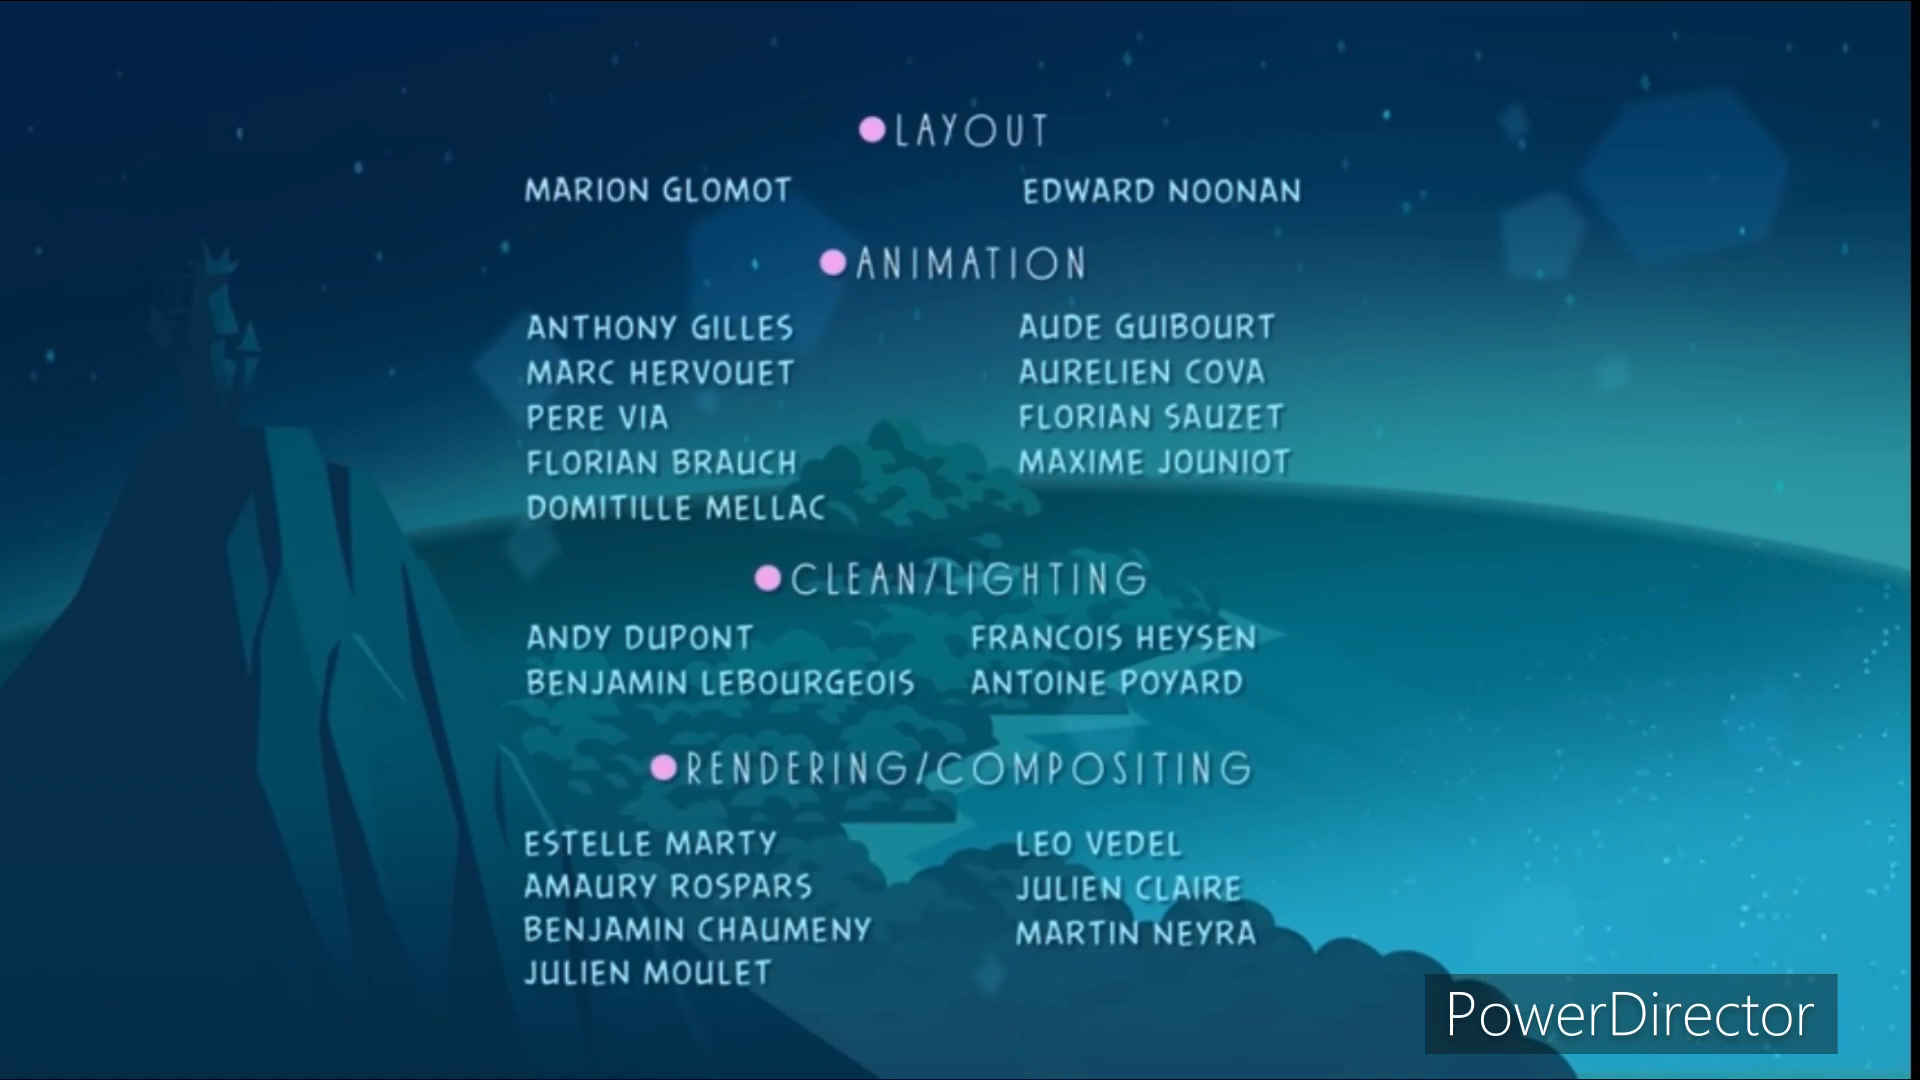 LAYOUT
MARION GLOMOT EDWARD NOONAN
ANIMATION
ANTHONY GILLES AUDE GUIBOURT
MARC HERVOUET AURELIEN COVA
PERE VIA FLORIAN SAUZET
FLORIAN BRAUCH MAXIME JOUNIOT
DOMITILLE MELLAC
CLEAN/LIGHTING
ANDY DUPONT FRANCOIS HEYSEN
BENJAMIN LEBOURGEOIS ANTOINE POYARD
RENDERING/COMPOSITING
ESTELLE MARTY LEO VEDEL
AMAURY ROSPARS JULIEN CLAIRE
BENJAMIN CHAUMENY MARTIN NEYRA
JULIEN MOULET
PowerDirector